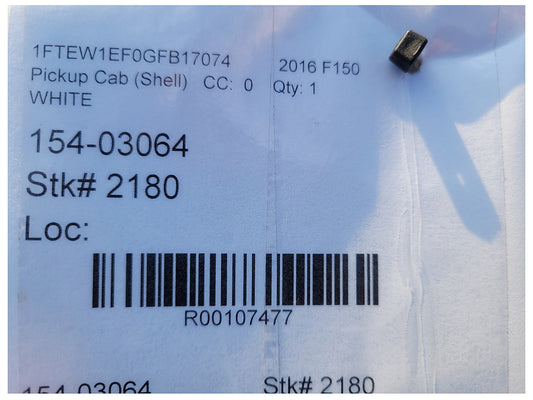 1FTEW1EF0GFB17074 2016 F150
Pickup Cab (Shell) CC: 0 Qty: 1
WHITE
154-03064
Stk# 2180
Loc:
R00107477
154-03064 Stk# 2180